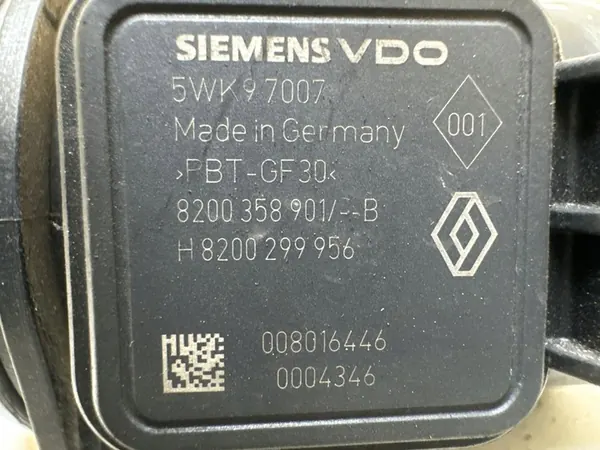 SIEMENS VDO
5WK9 7007
Made in Germany
001
>PBT-GF30<
8200 358 901/--B
H 8200 299 956
008016446
0004346